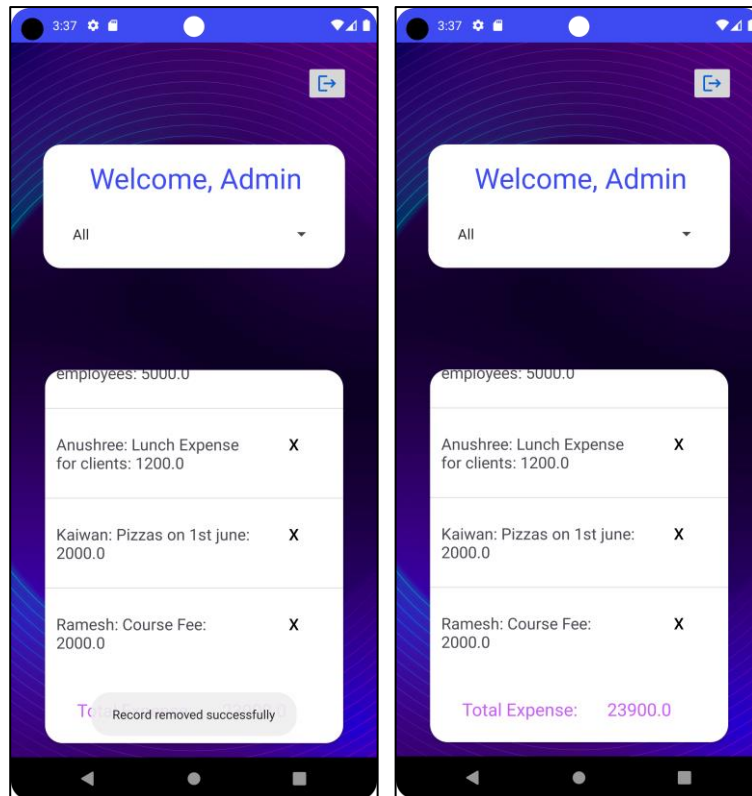 3:37
Welcome, Admin
All
employees: 5000.0
Anushree: Lunch Expense
for clients: 1200.0
X
Kaiwan: Pizzas on 1st june:
2000.0
X
Ramesh: Course Fee:
2000.0
X
Record removed successfully
3:37
Welcome, Admin
All
employees: 5000.0
Anushree: Lunch Expense
for clients: 1200.0
X
Kaiwan: Pizzas on 1st june:
2000.0
X
Ramesh: Course Fee:
2000.0
X
Total Expense: 23900.0